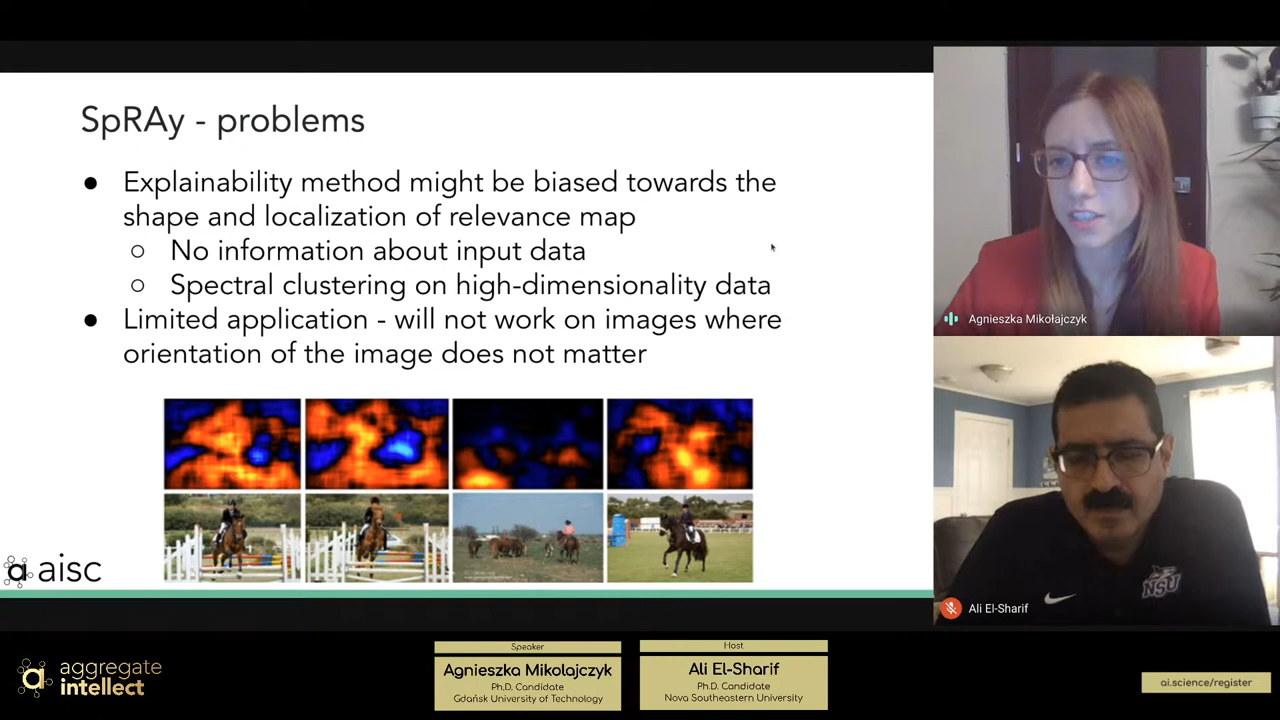 SpRAy - problems
● Explainability method might be biased towards the
shape and localization of relevance map
○ No information about input data
○ Spectral clustering on high-dimensionality data
● Limited application - will not work on images where
orientation of the image does not matter
aisc
Agnieszka Mikołajczyk
NSU
Ali El-Sharif
aggregate
intellect
Speaker
Agnieszka Mikolajczyk
Ph.D. Candidate
Gdańsk University of Technology
Host
Ali El-Sharif
Ph.D. Candidate
Nova Southeastern University
ai.science/register